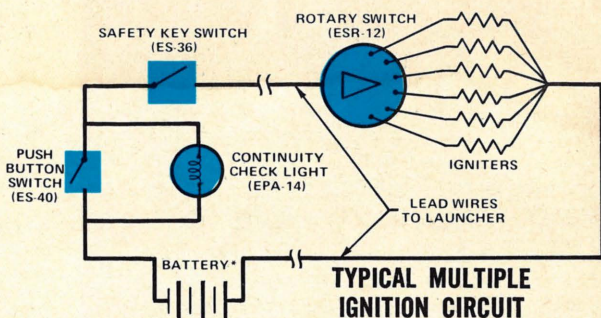 SAFETY KEY SWITCH
(ES-36)
ROTARY SWITCH
(ESR-12)
PUSH
BUTTON
SWITCH
(ES-40)
CONTINUITY
CHECK LIGHT
(EPA-14)
IGNITERS
LEAD WIRES
TO LAUNCHER
BATTERY*
TYPICAL MULTIPLE
IGNITION CIRCUIT